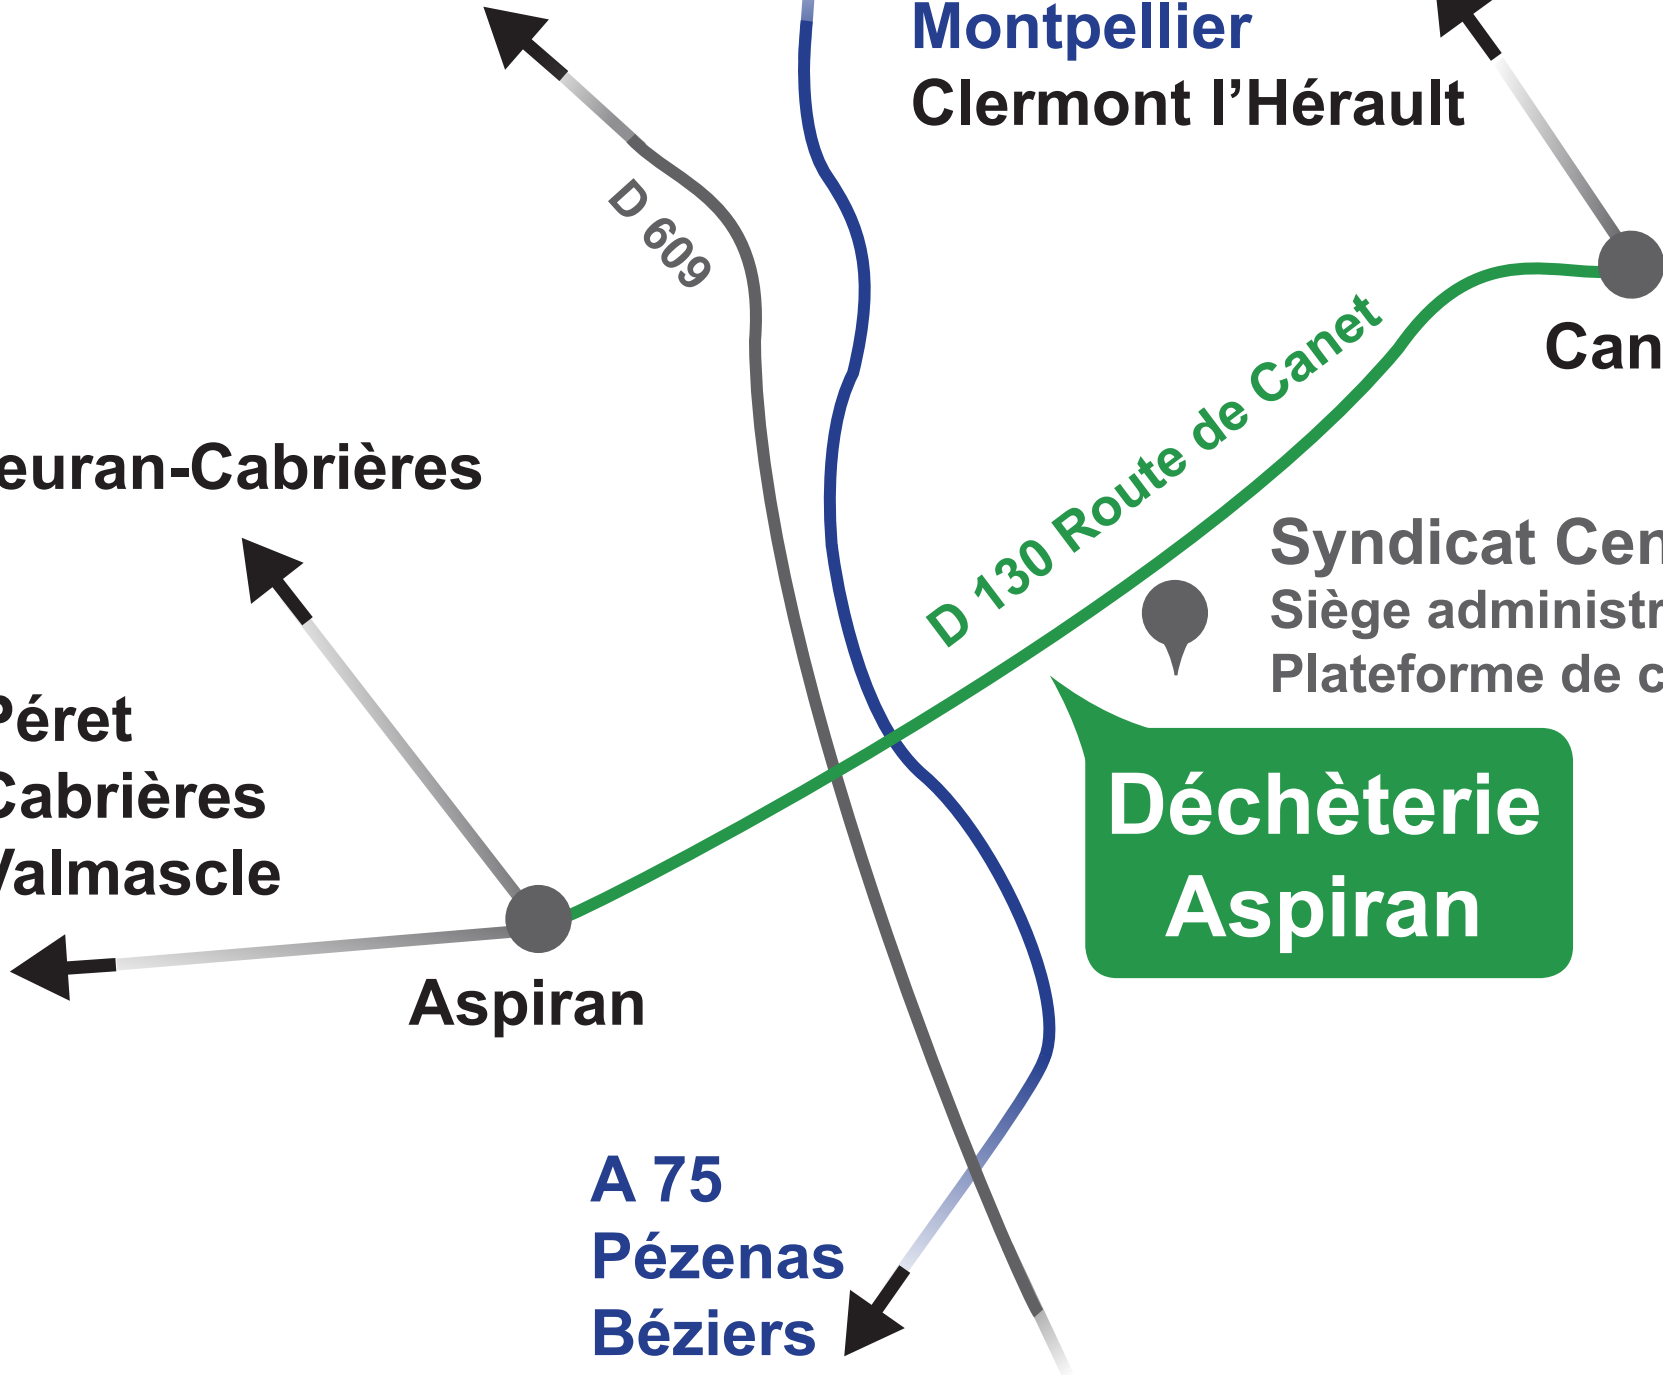 Montpellier
Clermont l’Hérault
D 609
D 130 Route de Canet
Can
euran-Cabrières
Syndicat Cen
Siège administr
Plateforme de c
Péret
Cabrières
Valmascle
Déchèterie
Aspiran
Aspiran
A 75
Pézenas
Béziers